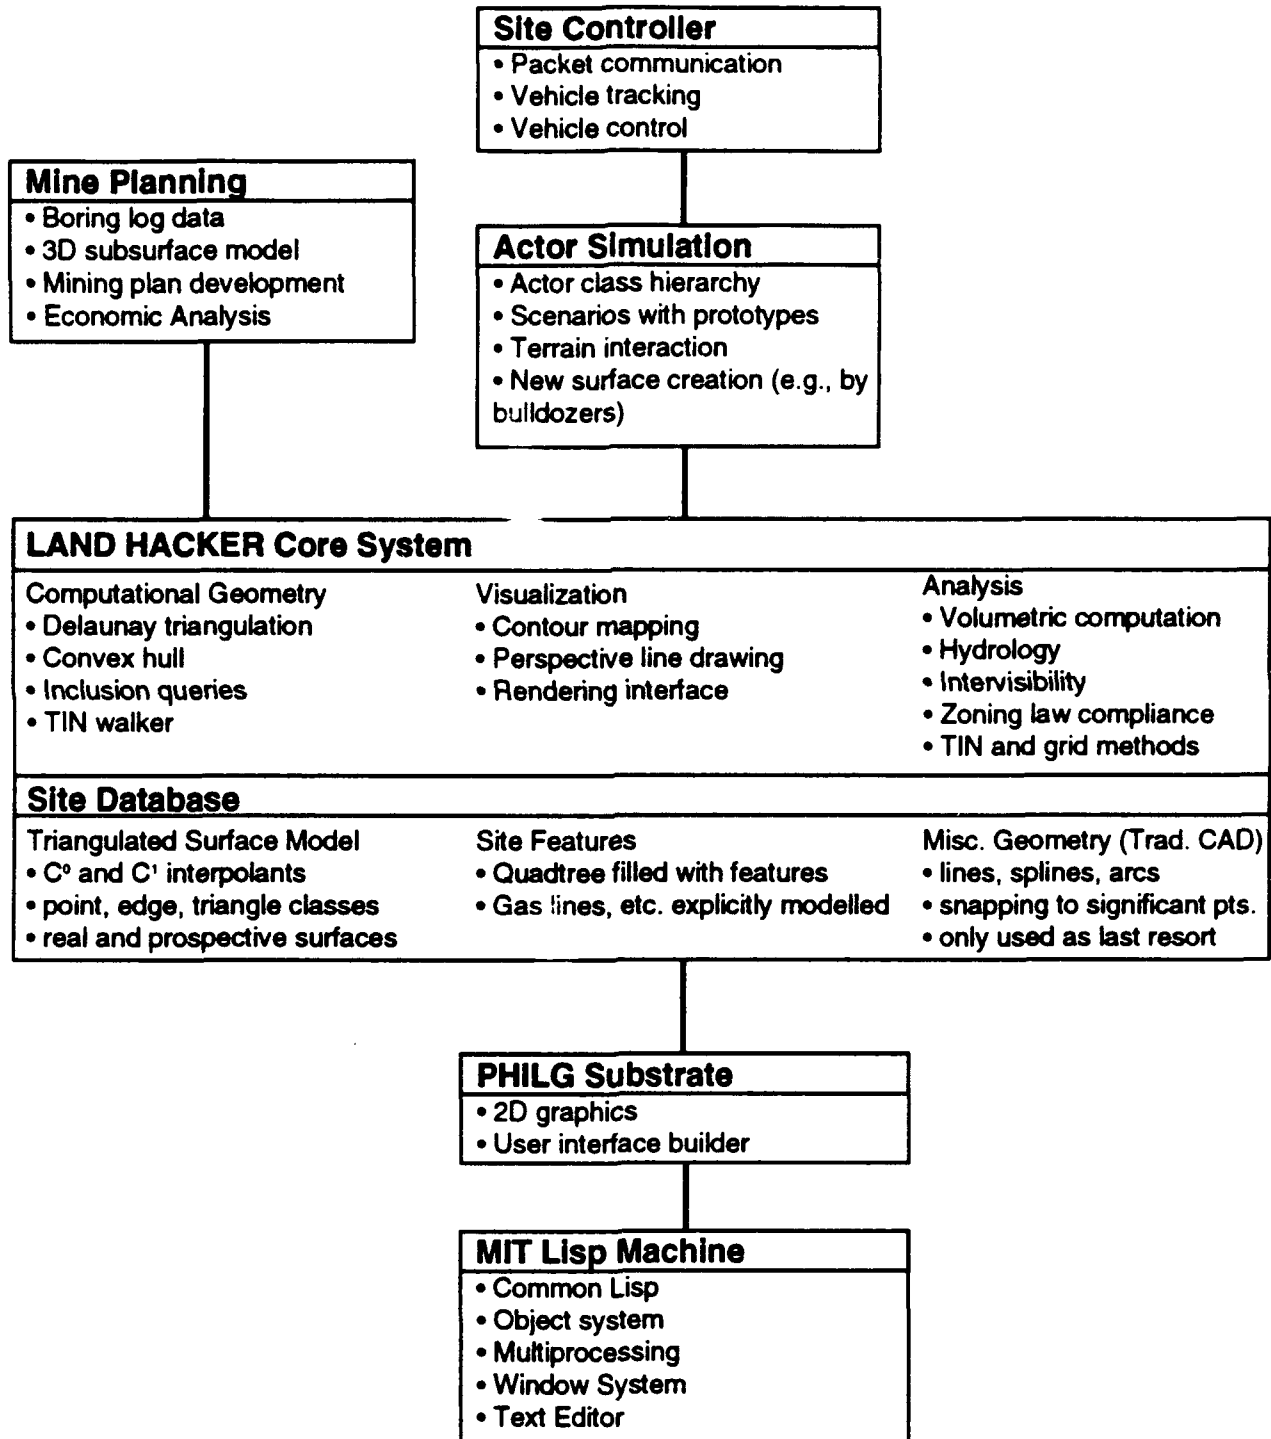 Site Controller
• Packet communication
• Vehicle tracking
• Vehicle control
Mine Planning
• Boring log data
• 3D subsurface model
• Mining plan development
• Economic Analysis
Actor Simulation
• Actor class hierarchy
• Scenarios with prototypes
• Terrain interaction
• New surface creation (e.g., by
bulldozers)
LAND HACKER Core System
Computational Geometry
• Delaunay triangulation
• Convex hull
• Inclusion queries
• TIN walker
Visualization
• Contour mapping
• Perspective line drawing
• Rendering interface
Analysis
• Volumetric computation
• Hydrology
• Intervisibility
• Zoning law compliance
• TIN and grid methods
Site Database
Triangulated Surface Model
• C⁰ and C¹ interpolants
• point, edge, triangle classes
• real and prospective surfaces
Site Features
• Quadtree filled with features
• Gas lines, etc. explicitly modelled
Misc. Geometry (Trad. CAD)
• lines, splines, arcs
• snapping to significant pts.
• only used as last resort
PHILG Substrate
• 2D graphics
• User interface builder
MIT Lisp Machine
• Common Lisp
• Object system
• Multiprocessing
• Window System
• Text Editor